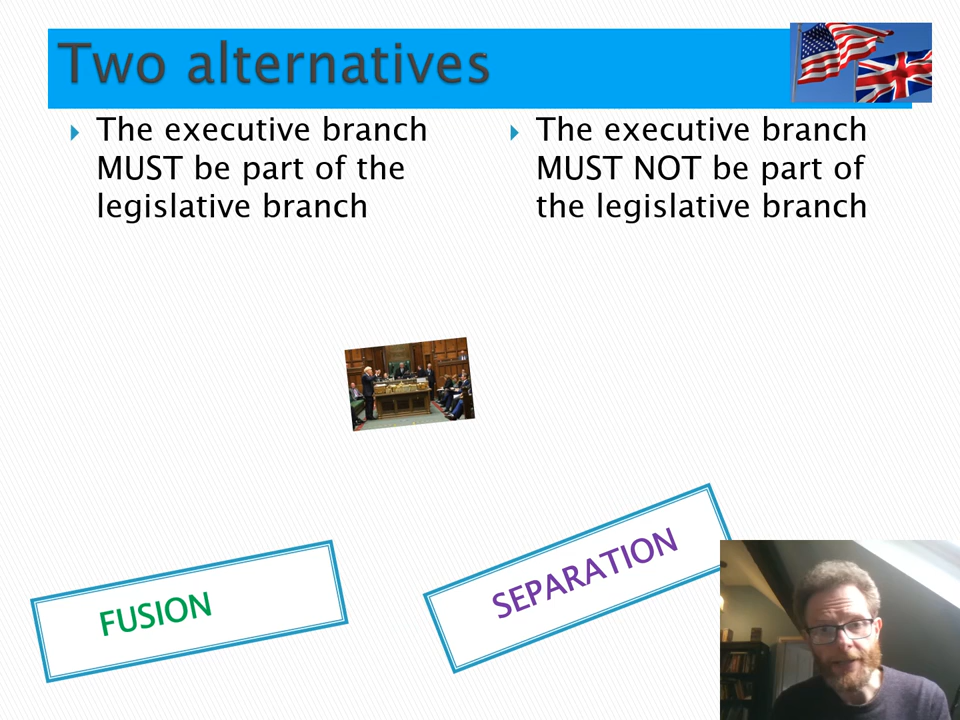 Two alternatives
The executive branch
MUST be part of the
legislative branch
The executive branch
MUST NOT be part of
the legislative branch
FUSION
SEPARATION